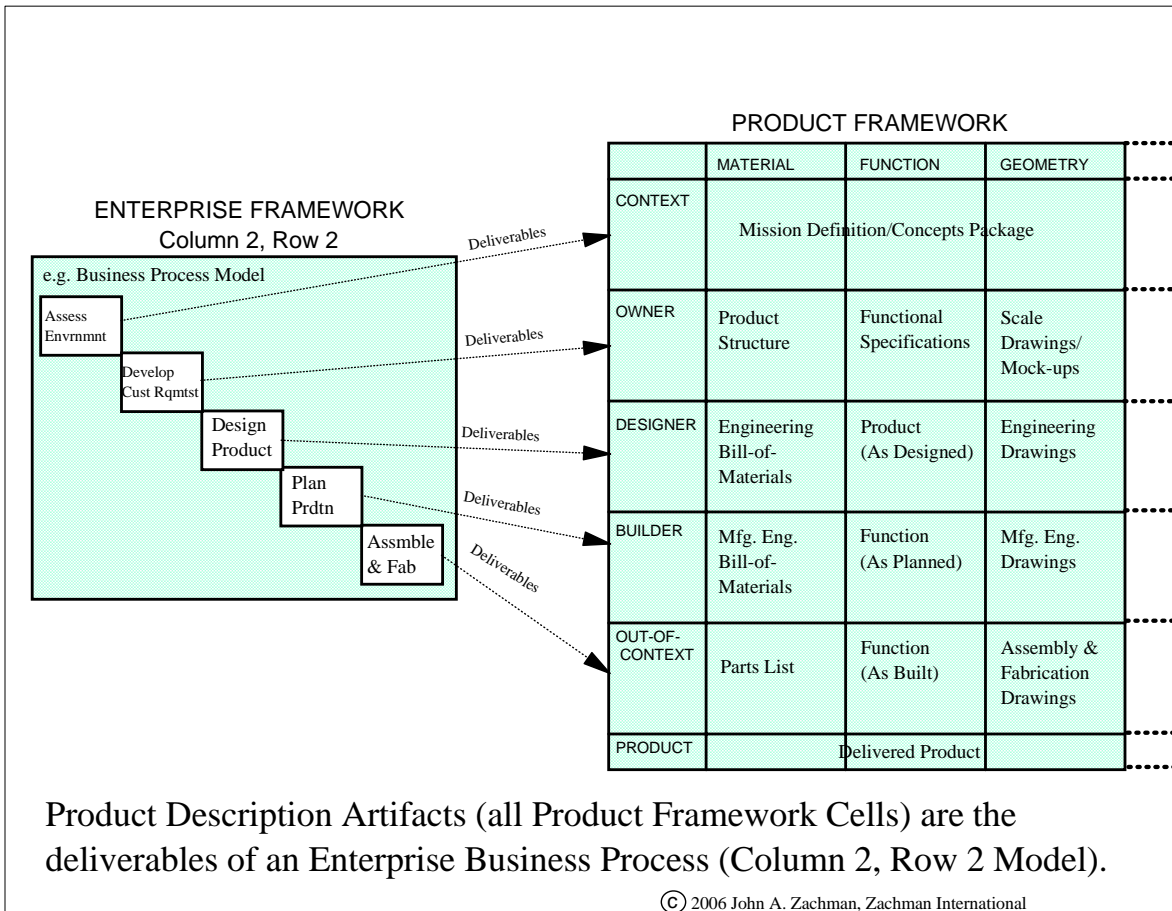 PRODUCT FRAMEWORK
MATERIAL
FUNCTION
GEOMETRY
CONTEXT
Mission Definition/Concepts Package
ENTERPRISE FRAMEWORK
Column 2, Row 2
e.g. Business Process Model
Assess
Envrnmnt
Develop
Cust Rqmtst
Design
Product
Plan
Prdtn
Assmble
& Fab
Deliverables
Deliverables
Deliverables
Deliverables
Deliverables
OWNER
Product
Structure
Functional
Specifications
Scale
Drawings/
Mock-ups
DESIGNER
Engineering
Bill-of-
Materials
Product
(As Designed)
Engineering
Drawings
BUILDER
Mfg. Eng.
Bill-of-
Materials
Function
(As Planned)
Mfg. Eng.
Drawings
OUT-OF-
CONTEXT
Parts List
Function
(As Built)
Assembly &
Fabrication
Drawings
PRODUCT
Delivered Product
Product Description Artifacts (all Product Framework Cells) are the
deliverables of an Enterprise Business Process (Column 2, Row 2 Model).
© 2006 John A. Zachman, Zachman International